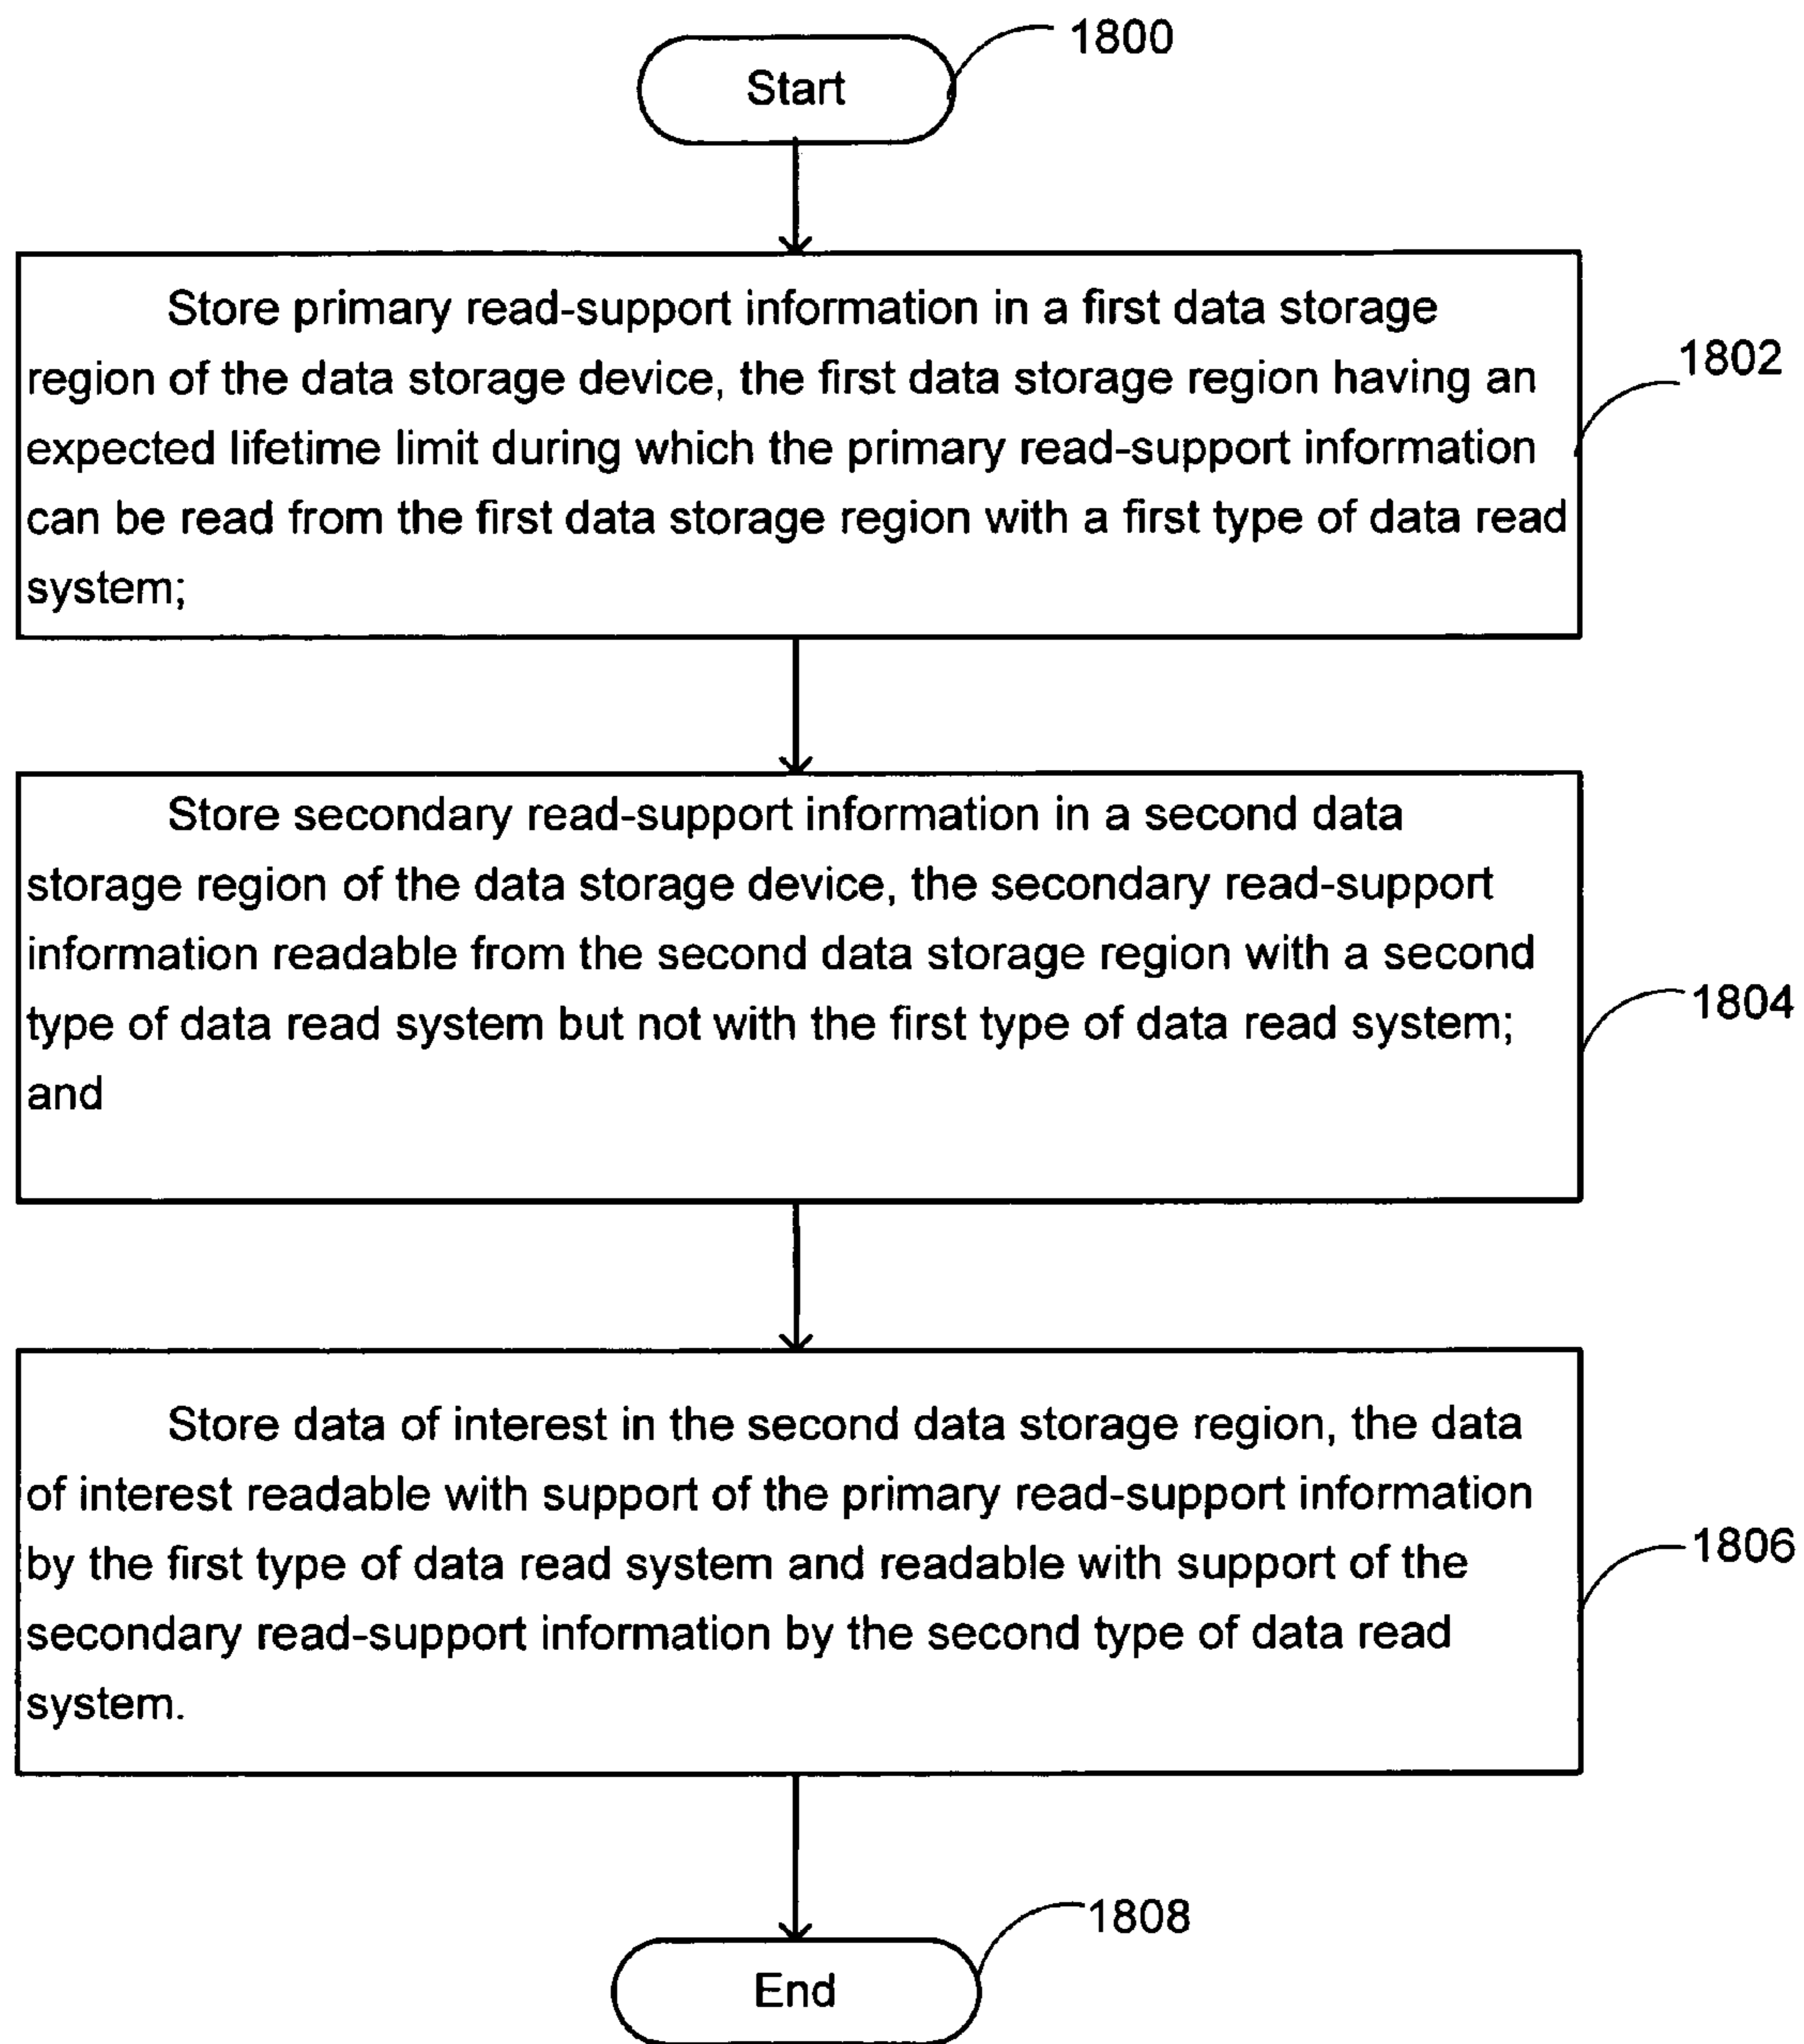 1800
Start
Store primary read-support information in a first data storage
region of the data storage device, the first data storage region having an
expected lifetime limit during which the primary read-support information
can be read from the first data storage region with a first type of data read
system;
1802
Store secondary read-support information in a second data
storage region of the data storage device, the secondary read-support
information readable from the second data storage region with a second
type of data read system but not with the first type of data read system;
and
1804
Store data of interest in the second data storage region, the data
of interest readable with support of the primary read-support information
by the first type of data read system and readable with support of the
secondary read-support information by the second type of data read
system.
1806
1808
End